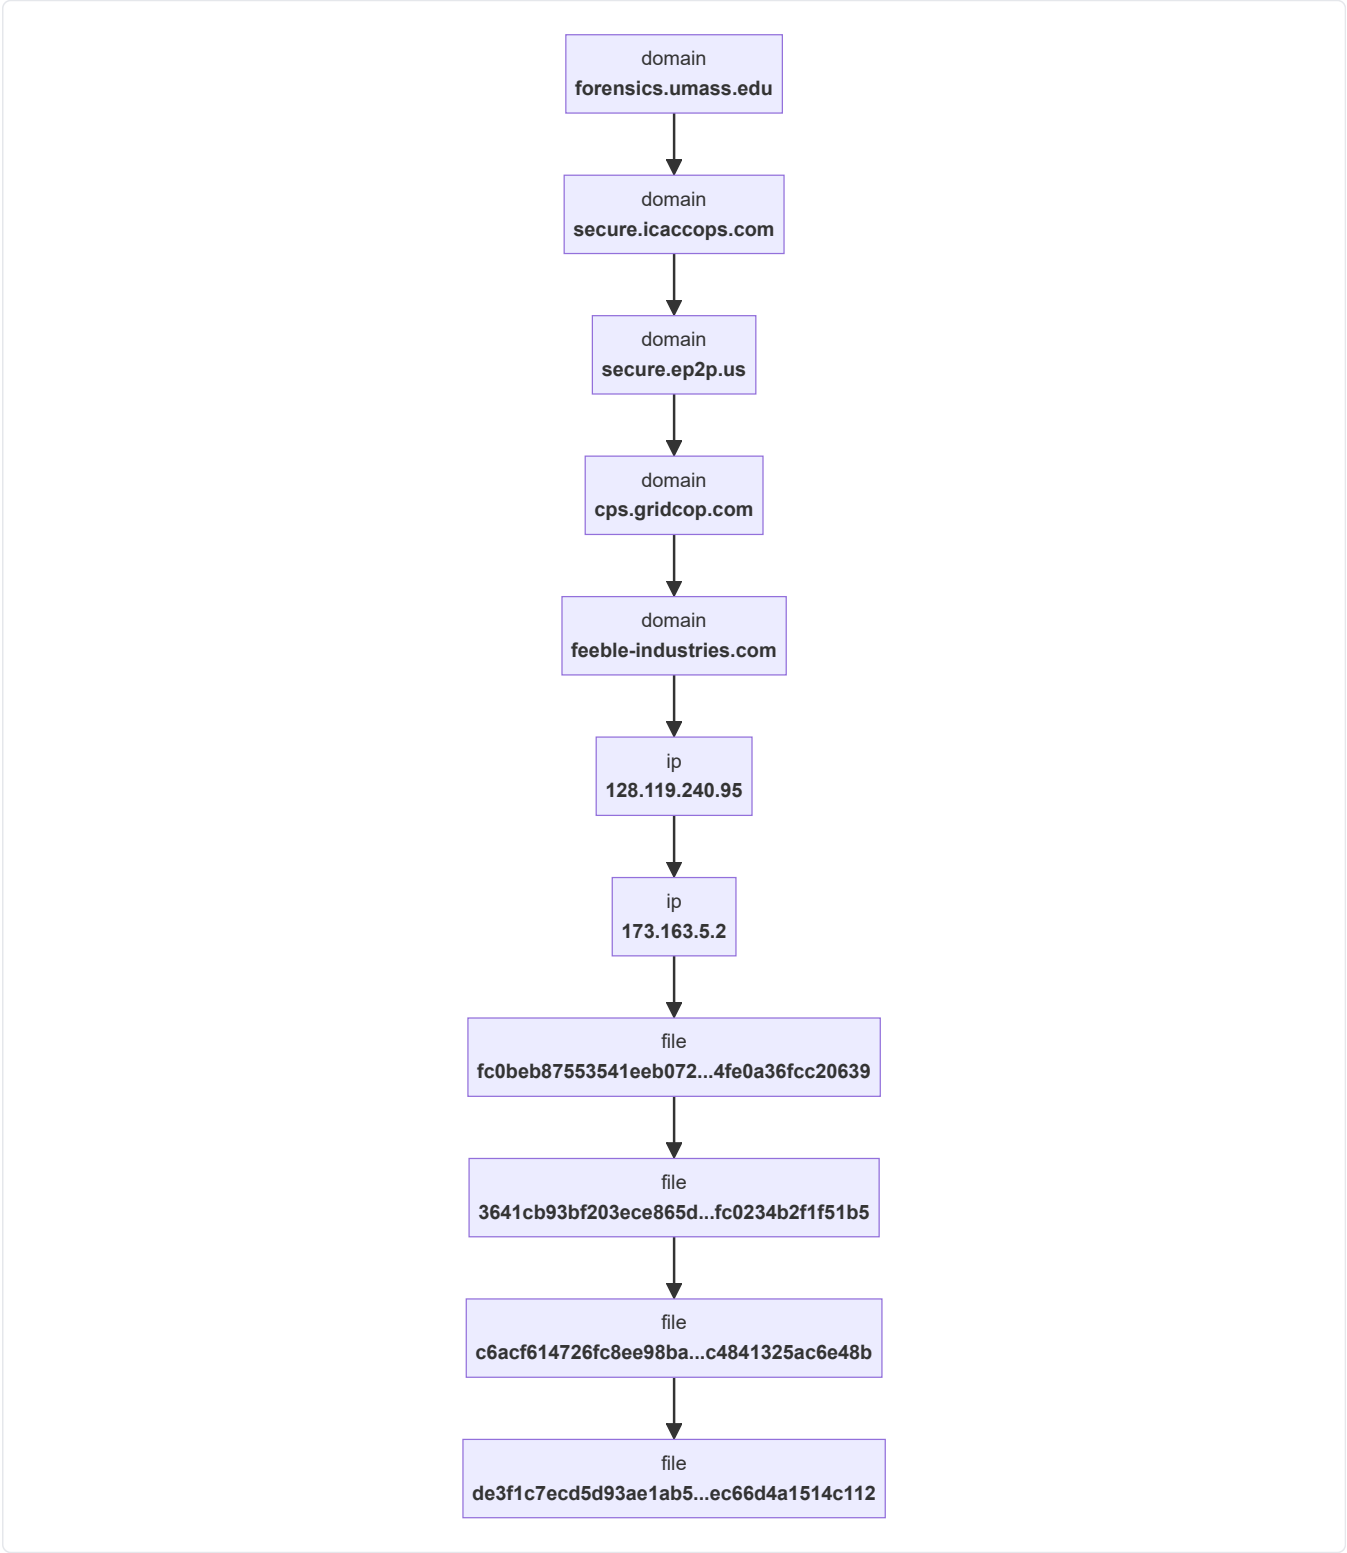 domain
forensics.umass.edu
domain
secure.icaccops.com
domain
secure.ep2p.us
domain
cps.gridcop.com
domain
feeble-industries.com
ip
128.119.240.95
ip
173.163.5.2
file
fc0beb87553541eeb072...4fe0a36fcc20639
file
3641cb93bf203ece865d...fc0234b2f1f51b5
file
c6acf614726fc8ee98ba...c4841325ac6e48b
file
de3f1c7ecd5d93ae1ab5...ec66d4a1514c112